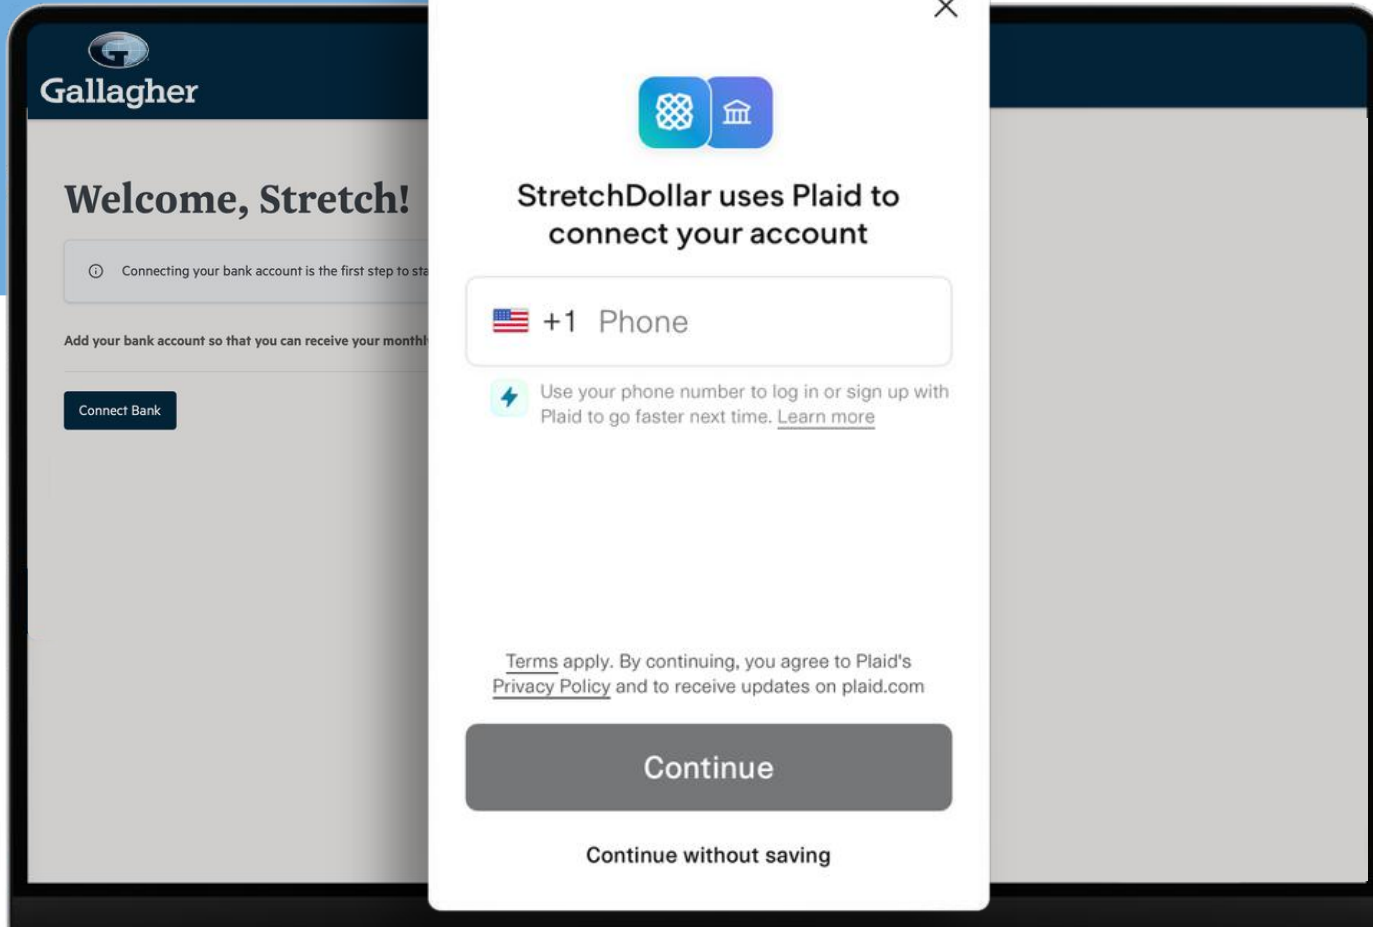 Gallagher
Welcome, Stretch!
Connecting your bank account is the first step to
Add your bank account so that you can receive your
Connect Bank
StretchDollar uses Plaid to
connect your account
+1 Phone
Use your phone number to log in or sign up with
Plaid to go faster next time. Learn more
Terms apply. By continuing, you agree to Plaid's
Privacy Policy and to receive updates on plaid.com
Continue
Continue without saving